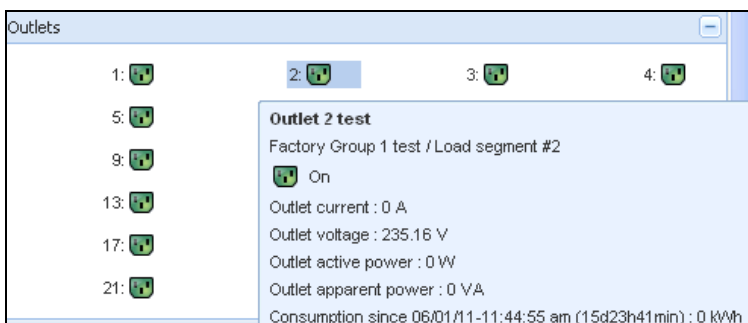 Outlets
1: 2: 3: 4:
5:
9:
13:
17:
21:
Outlet 2 test
Factory Group 1 test / Load segment #2
On
Outlet current : 0 A
Outlet voltage : 235.16 V
Outlet active power : 0 W
Outlet apparent power : 0 VA
Consumption since 06/01/11-11:44:55 am (15d23h41min) : 0 kWh